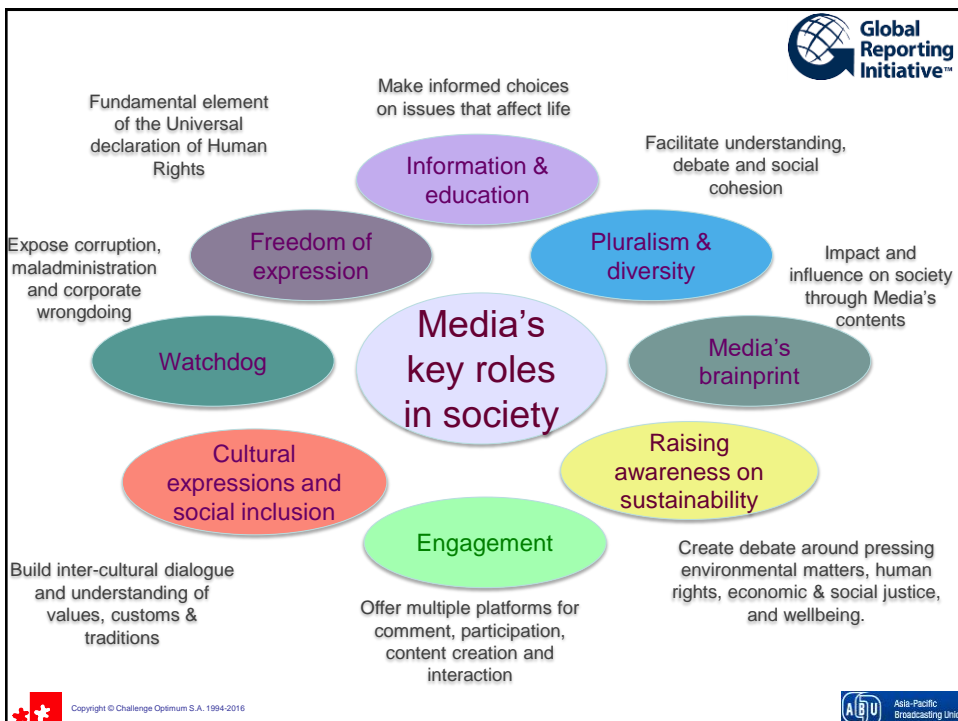 Global
Reporting
Initiative™
Make informed choices
on issues that affect life
Fundamental element
of the Universal
declaration of Human
Rights
Information &
education
Facilitate understanding,
debate and social
cohesion
Freedom of
expression
Pluralism &
diversity
Expose corruption,
maladministration
and corporate
wrongdoing
Impact and
influence on society
through Media’s
contents
Media’s
key roles
in society
Watchdog
Media’s
brainprint
Cultural
expressions and
social inclusion
Raising
awareness on
sustainability
Engagement
Build inter-cultural dialogue
and understanding of
values, customs &
traditions
Offer multiple platforms for
comment, participation,
content creation and
interaction
Create debate around pressing
environmental matters, human
rights, economic & social justice,
and wellbeing.
Copyright © Challenge Optimum S.A. 1994-2016
ABU
Asia-Pacific
Broadcasting Unio